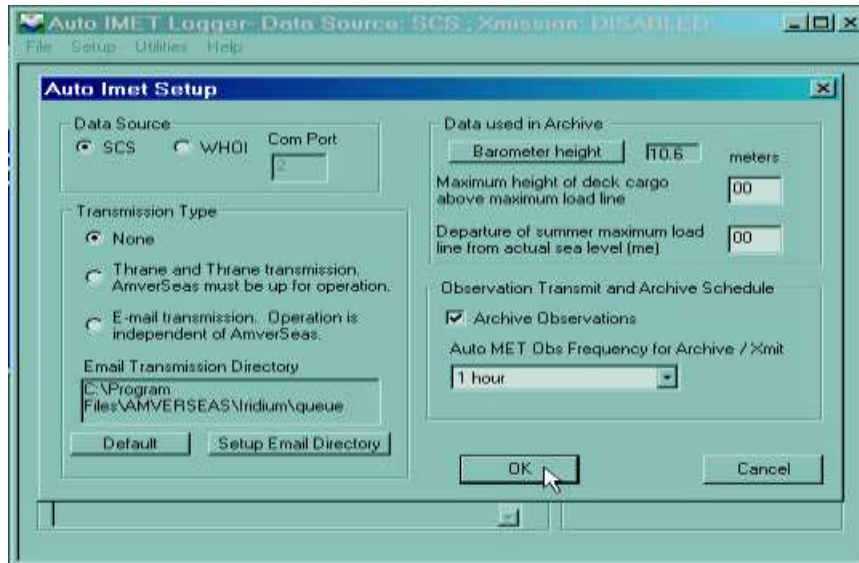 Auto IMET Logger- Data Source: SCS ; Xmission: DISABLED
File Setup Utilities Help
Auto Imet Setup
Data Source
SCS
WHOI
Com Port
2
Transmission Type
None
Thrane and Thrane transmission.
AmverSeas must be up for operation.
E-mail transmission. Operation is
independent of AmverSeas.
Email Transmission Directory
C:\Program
Files\AMVERSEAS\Iridium\queue
Default
Setup Email Directory
Data used in Archive
Barometer height
10.6
meters
Maximum height of deck cargo
above maximum load line
00
Departure of summer maximum load
line from actual sea level (me)
00
Observation Transmit and Archive Schedule
Archive Observations
Auto MET Obs Frequency for Archive / Xmit
1 hour
OK
Cancel